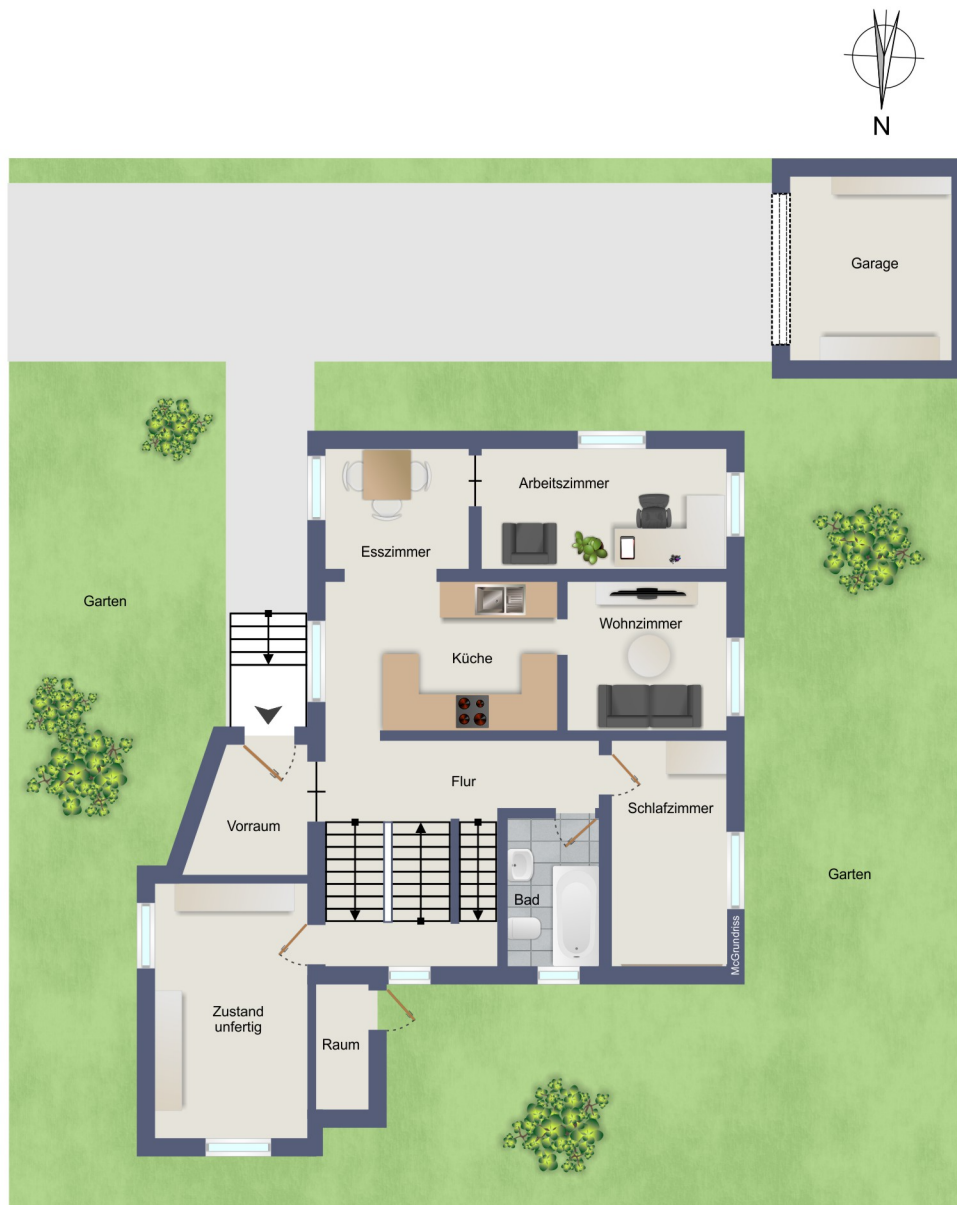 N
Garage
Arbeitszimmer
Esszimmer
Garten
Wohnzimmer
Küche
Flur
Schlafzimmer
Vorraum
Garten
Bad
McGrundriss
Zustand
unfertig
Raum